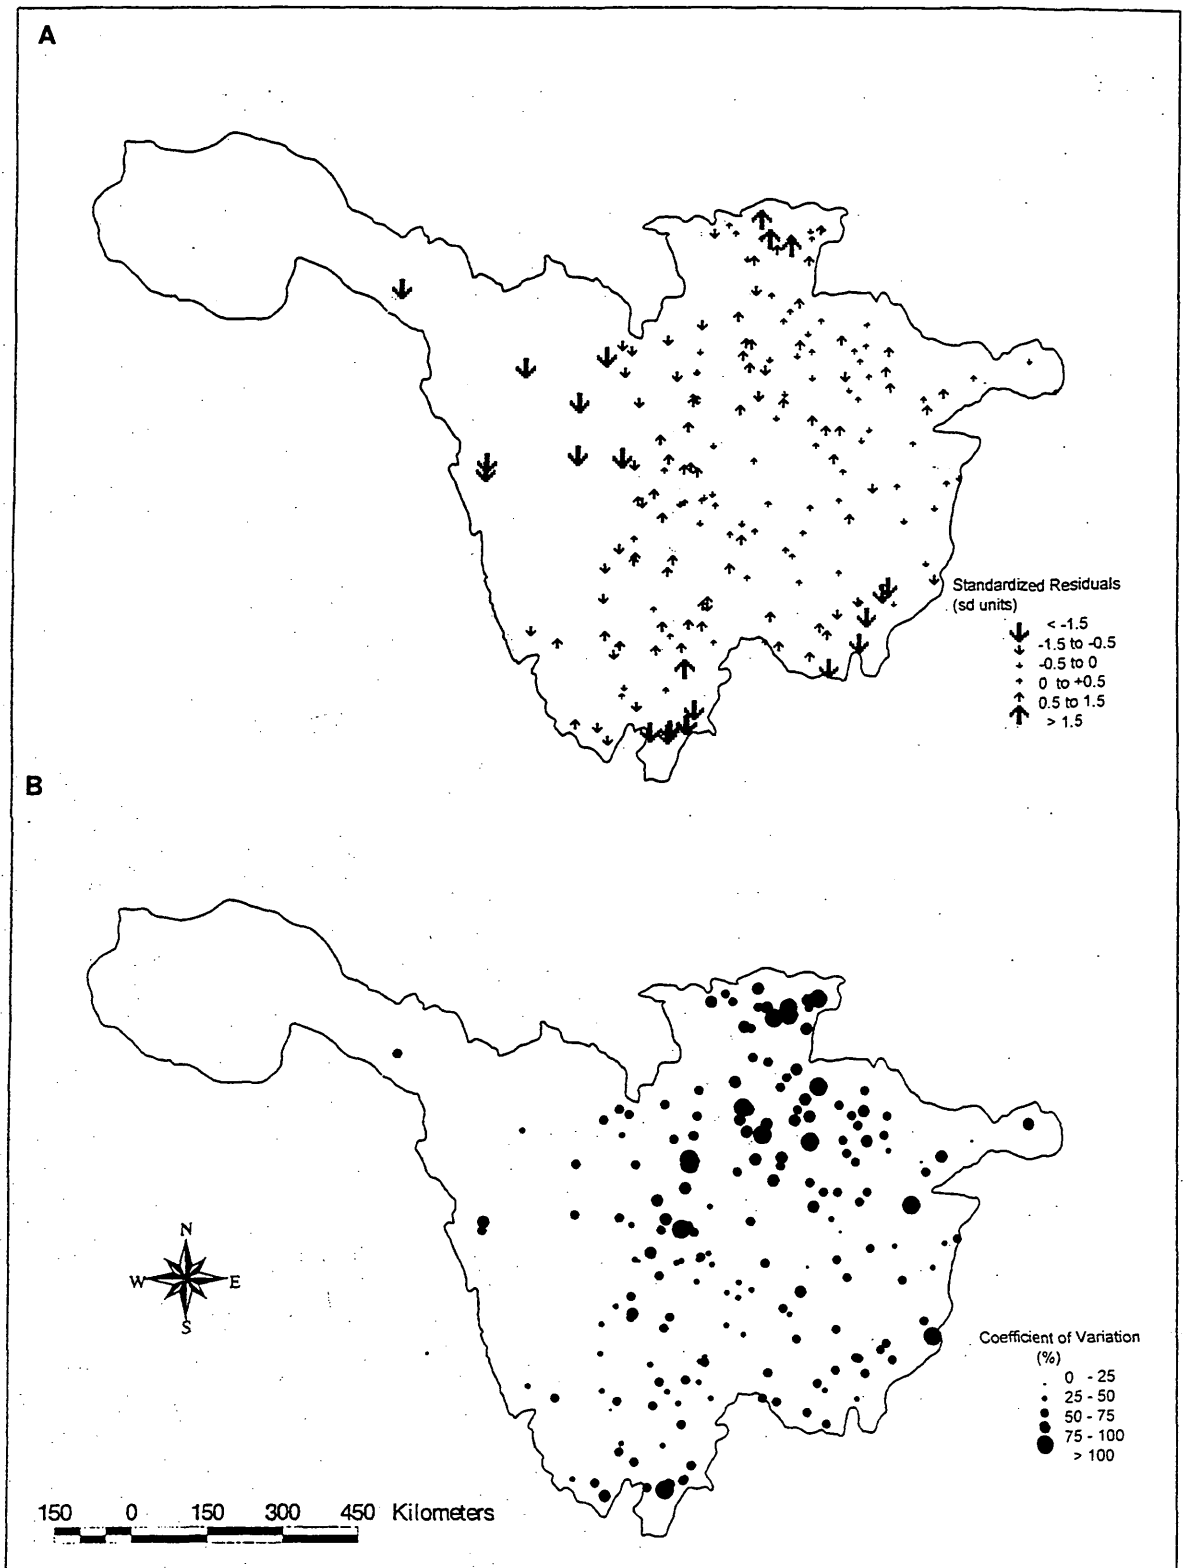 A
Standardized Residuals
(sd units)
< -1.5
-1.5 to -0.5
-0.5 to 0
0 to +0.5
0.5 to 1.5
> 1.5
B
N
W E
S
Coefficient of Variation
(%)
0 - 25
25 - 50
50 - 75
75 - 100
> 100
150 0 150 300 450 Kilometers